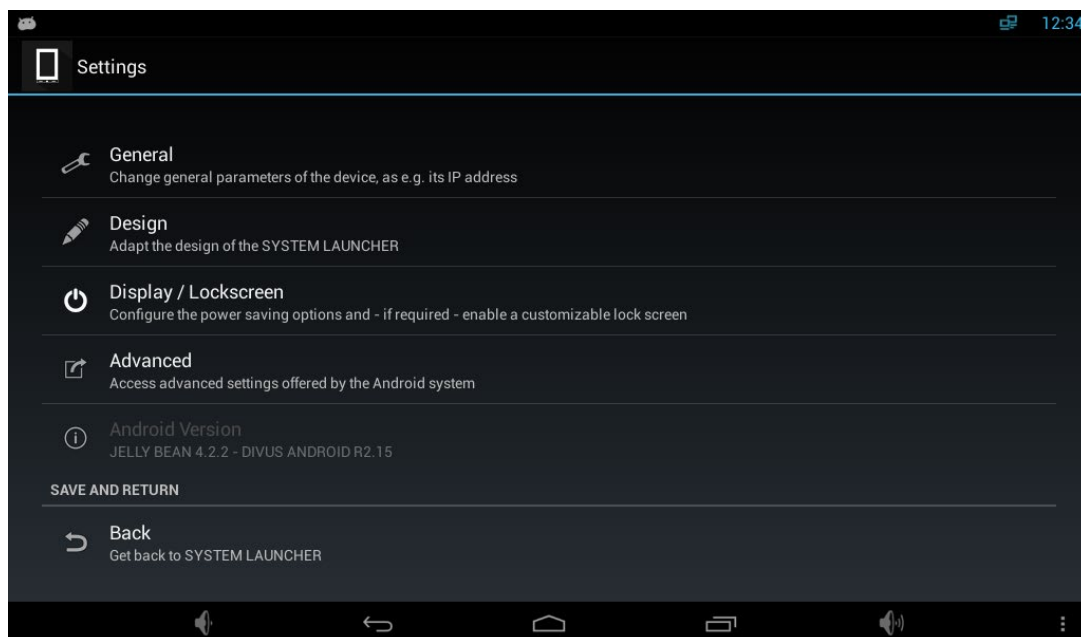 12:34
Settings
General
Change general parameters of the device, as e.g. its IP address
Design
Adapt the design of the SYSTEM LAUNCHER
Display / Lockscreen
Configure the power saving options and - if required - enable a customizable lock screen
Advanced
Access advanced settings offered by the Android system
Android Version
JELLY BEAN 4.2.2 - DIVUS ANDROID R2.15
SAVE AND RETURN
Back
Get back to SYSTEM LAUNCHER